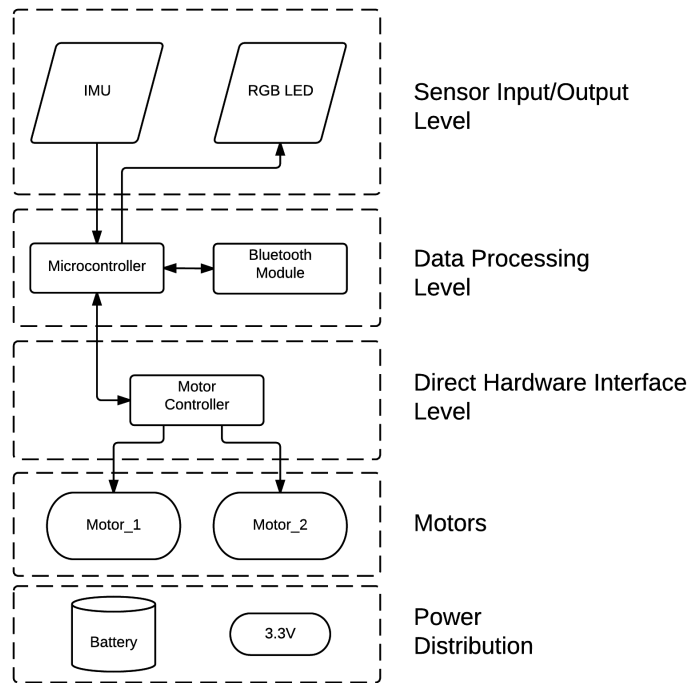 IMU
RGB LED
Sensor Input/Output
Level
Microcontroller
Bluetooth
Module
Data Processing
Level
Motor
Controller
Direct Hardware Interface
Level
Motor_1
Motor_2
Motors
Battery
3.3V
Power
Distribution